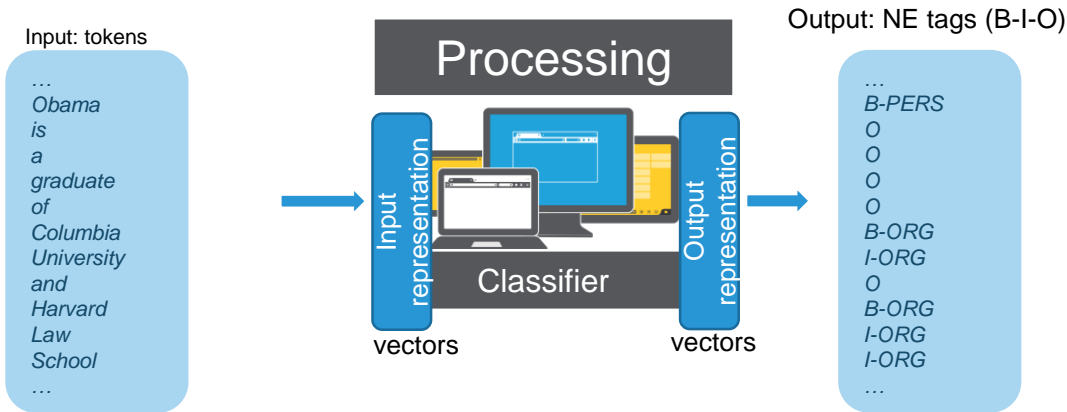 Input: tokens
…
Obama
is
a
graduate
of
Columbia
University
and
Harvard
Law
School
…
Processing
Input
representation
Classifier
Output
representation
vectors
vectors
Output: NE tags (B-I-O)
…
B-PERS
O
O
O
O
B-ORG
I-ORG
O
B-ORG
I-ORG
I-ORG
…